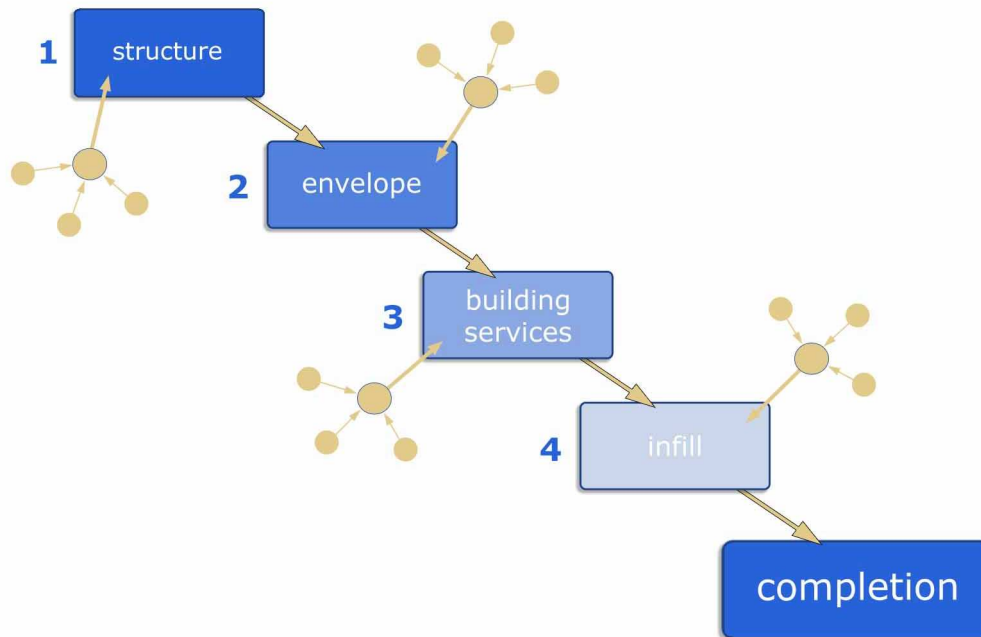 1
structure
2
envelope
3
building
services
4
infill
completion